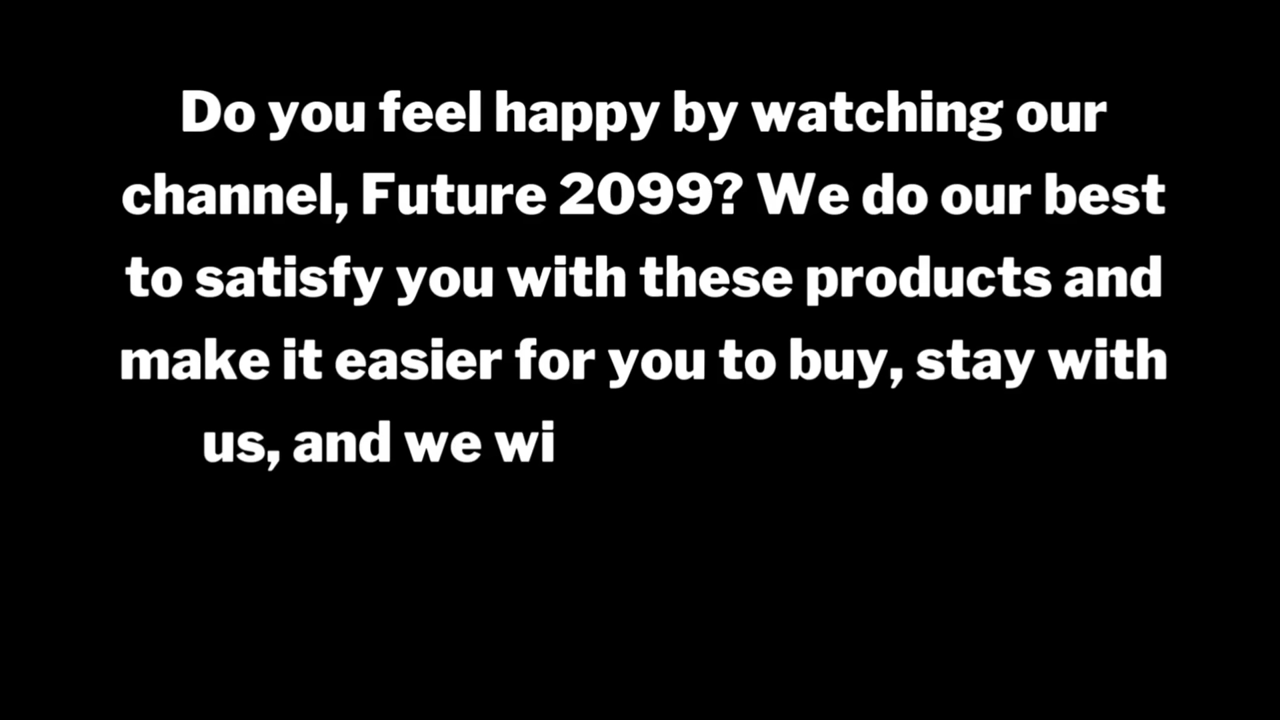 Do you feel happy by watching our
channel, Future 2099? We do our best
to satisfy you with these products and
make it easier for you to buy, stay with
us, and we wi